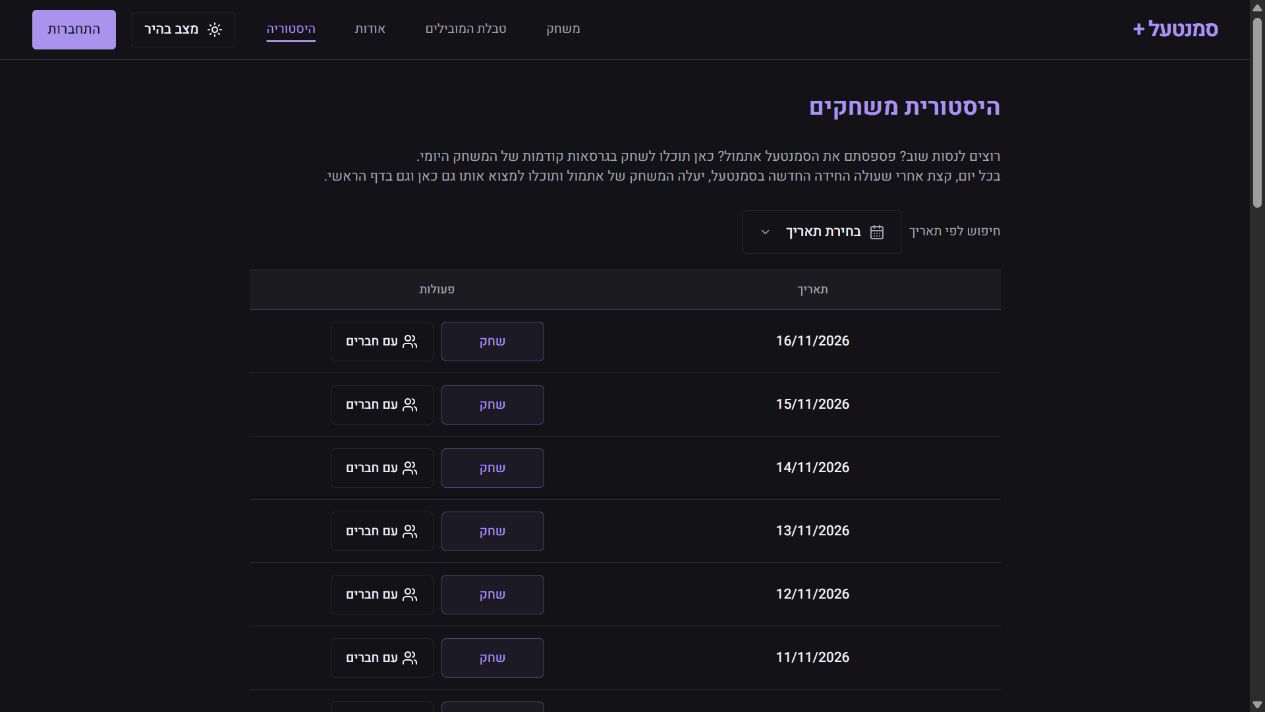 סמנטעל +
משחק
טבלת המובילים
אודות
היסטוריה
מצב בהיר
התחברות
היסטורית משחקים
רוצים לנסות שוב? פספסתם את הסמנטעל אתמול? כאן תוכלו לשחק בגרסאות קודמות של המשחק היומי.
בכל יום, קצת אחרי שעולה החידה החדשה בסמנטעל, יעלה המשחק של אתמול ותוכלו למצוא אותו גם כאן וגם בדף הראשי.
חיפוש לפי תאריך
בחירת תאריך
תאריך
פעולות
16/11/2026
שחק
עם חברים
15/11/2026
שחק
עם חברים
14/11/2026
שחק
עם חברים
13/11/2026
שחק
עם חברים
12/11/2026
שחק
עם חברים
11/11/2026
שחק
עם חברים